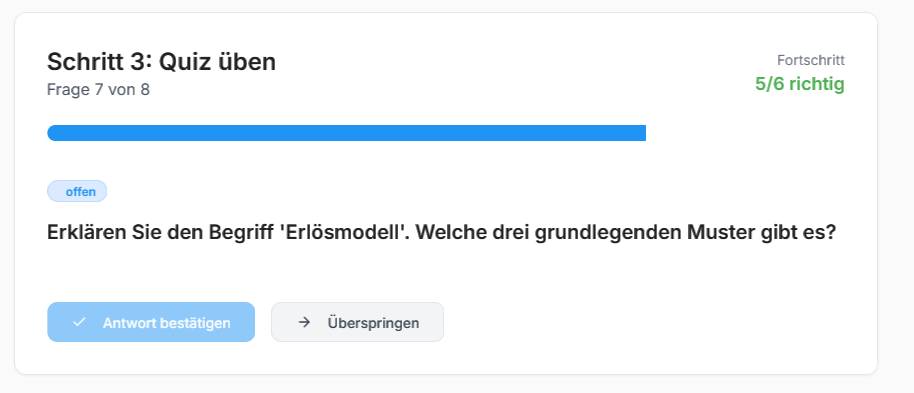 Schritt 3: Quiz üben
Frage 7 von 8
Fortschritt
5/6 richtig
offen
Erklären Sie den Begriff 'Erlösmodell'. Welche drei grundlegenden Muster gibt es?
Antwort bestätigen
Überspringen